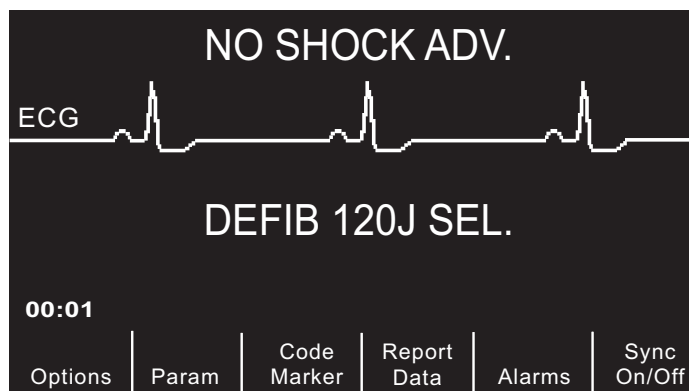 NO SHOCK ADV.
ECG
DEFIB 120J SEL.
00:01
Options
Param
Code
Marker
Report
Data
Alarms
Sync
On/Off